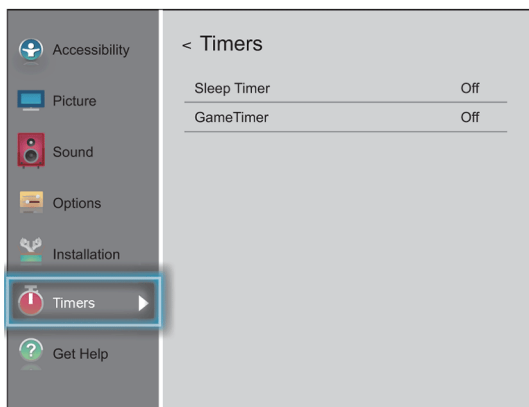 Accessibility
Picture
Sound
Options
Installation
Timers
Get Help
< Timers
Sleep Timer Off
GameTimer Off